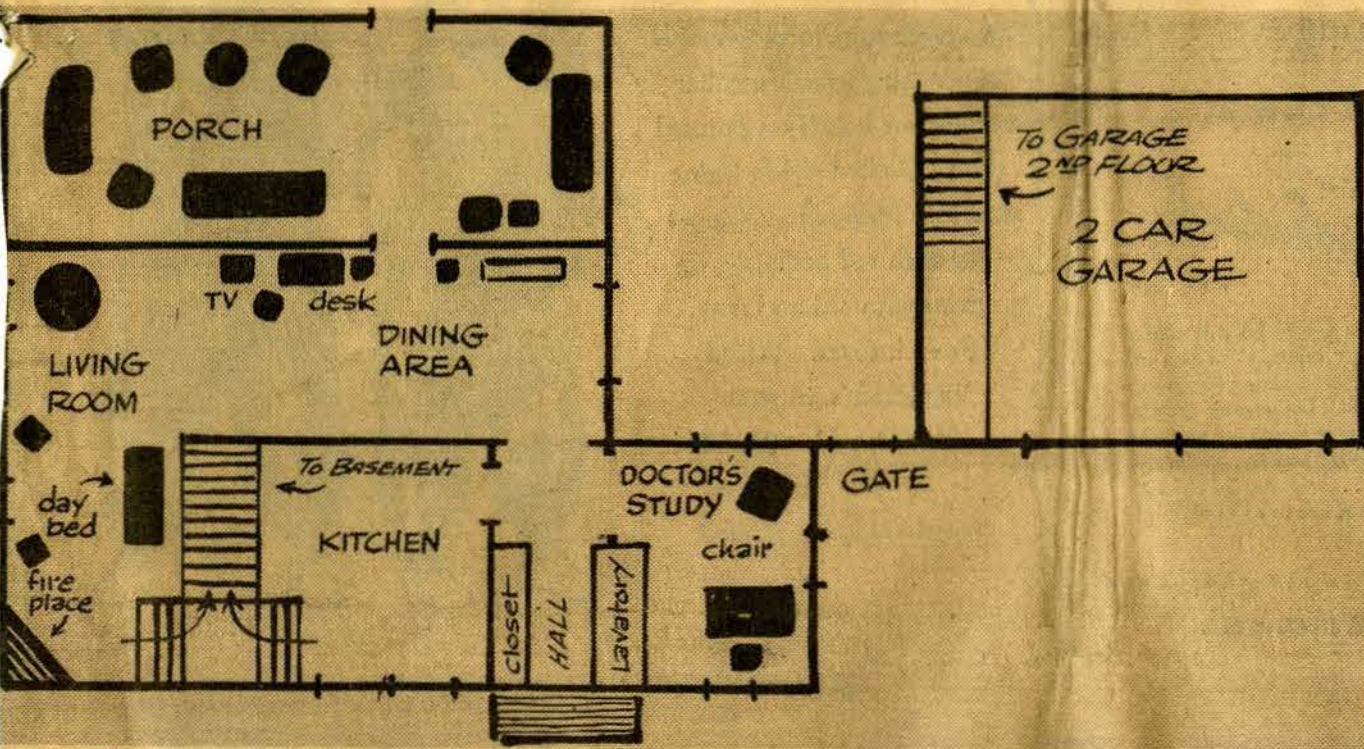 PORCH
To GARAGE
2ND FLOOR
2 CAR
GARAGE
TV
desk
DINING
AREA
LIVING
ROOM
To BASEMENT
DOCTOR'S
STUDY
GATE
day
bed
KITCHEN
chair
fire
place
closet
HALL
Lavatory